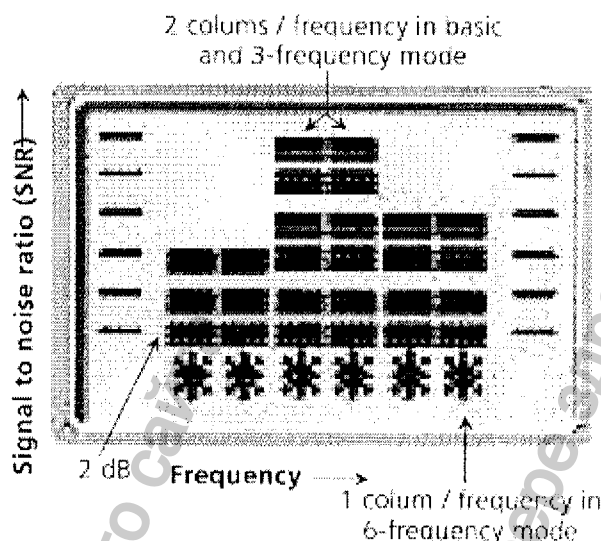 2 colums / frequency in basic
and 3-frequency mode
Signal to noise ratio (SNR)
2 dB
Frequency
1 colum / frequency in
6-frequency mode